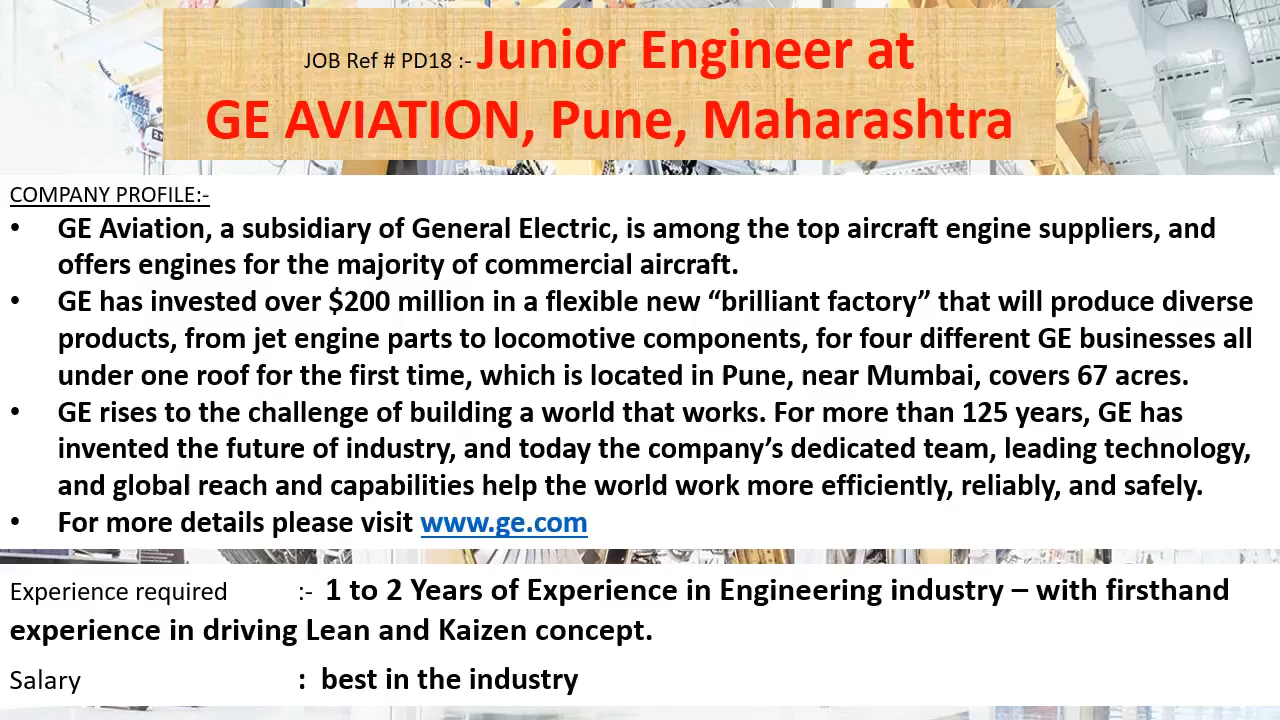 JOB Ref # PD18 :- Junior Engineer at
GE AVIATION, Pune, Maharashtra
COMPANY PROFILE:-
• GE Aviation, a subsidiary of General Electric, is among the top aircraft engine suppliers, and
offers engines for the majority of commercial aircraft.
• GE has invested over $200 million in a flexible new “brilliant factory” that will produce diverse
products, from jet engine parts to locomotive components, for four different GE businesses all
under one roof for the first time, which is located in Pune, near Mumbai, covers 67 acres.
• GE rises to the challenge of building a world that works. For more than 125 years, GE has
invented the future of industry, and today the company’s dedicated team, leading technology,
and global reach and capabilities help the world work more efficiently, reliably, and safely.
• For more details please visit www.ge.com
Experience required :- 1 to 2 Years of Experience in Engineering industry – with firsthand
experience in driving Lean and Kaizen concept.
Salary : best in the industry